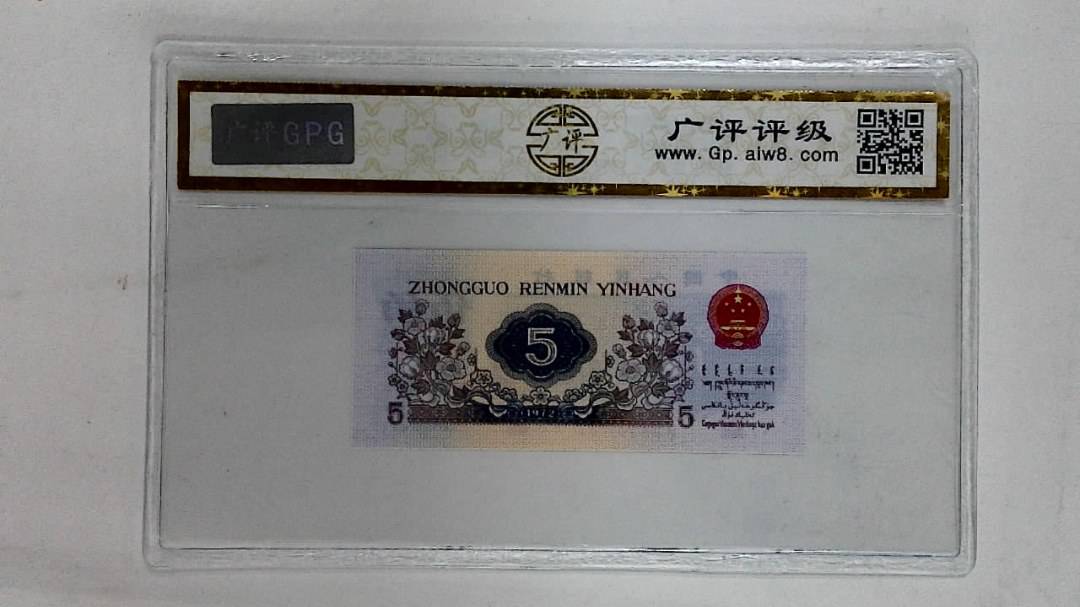 广评GPG
广评
广评评级
www.Gp.aiw8.com
ZHONGGUO RENMIN YINHANG
5
1972
5
5